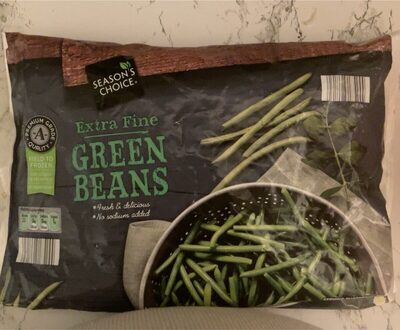 SEASON'S
CHOICE
Extra Fine
GREEN
BEANS
• Fresh & delicious
• No sodium added
PREMIUM GRADE
A
QUALITY
FIELD TO
FROZEN